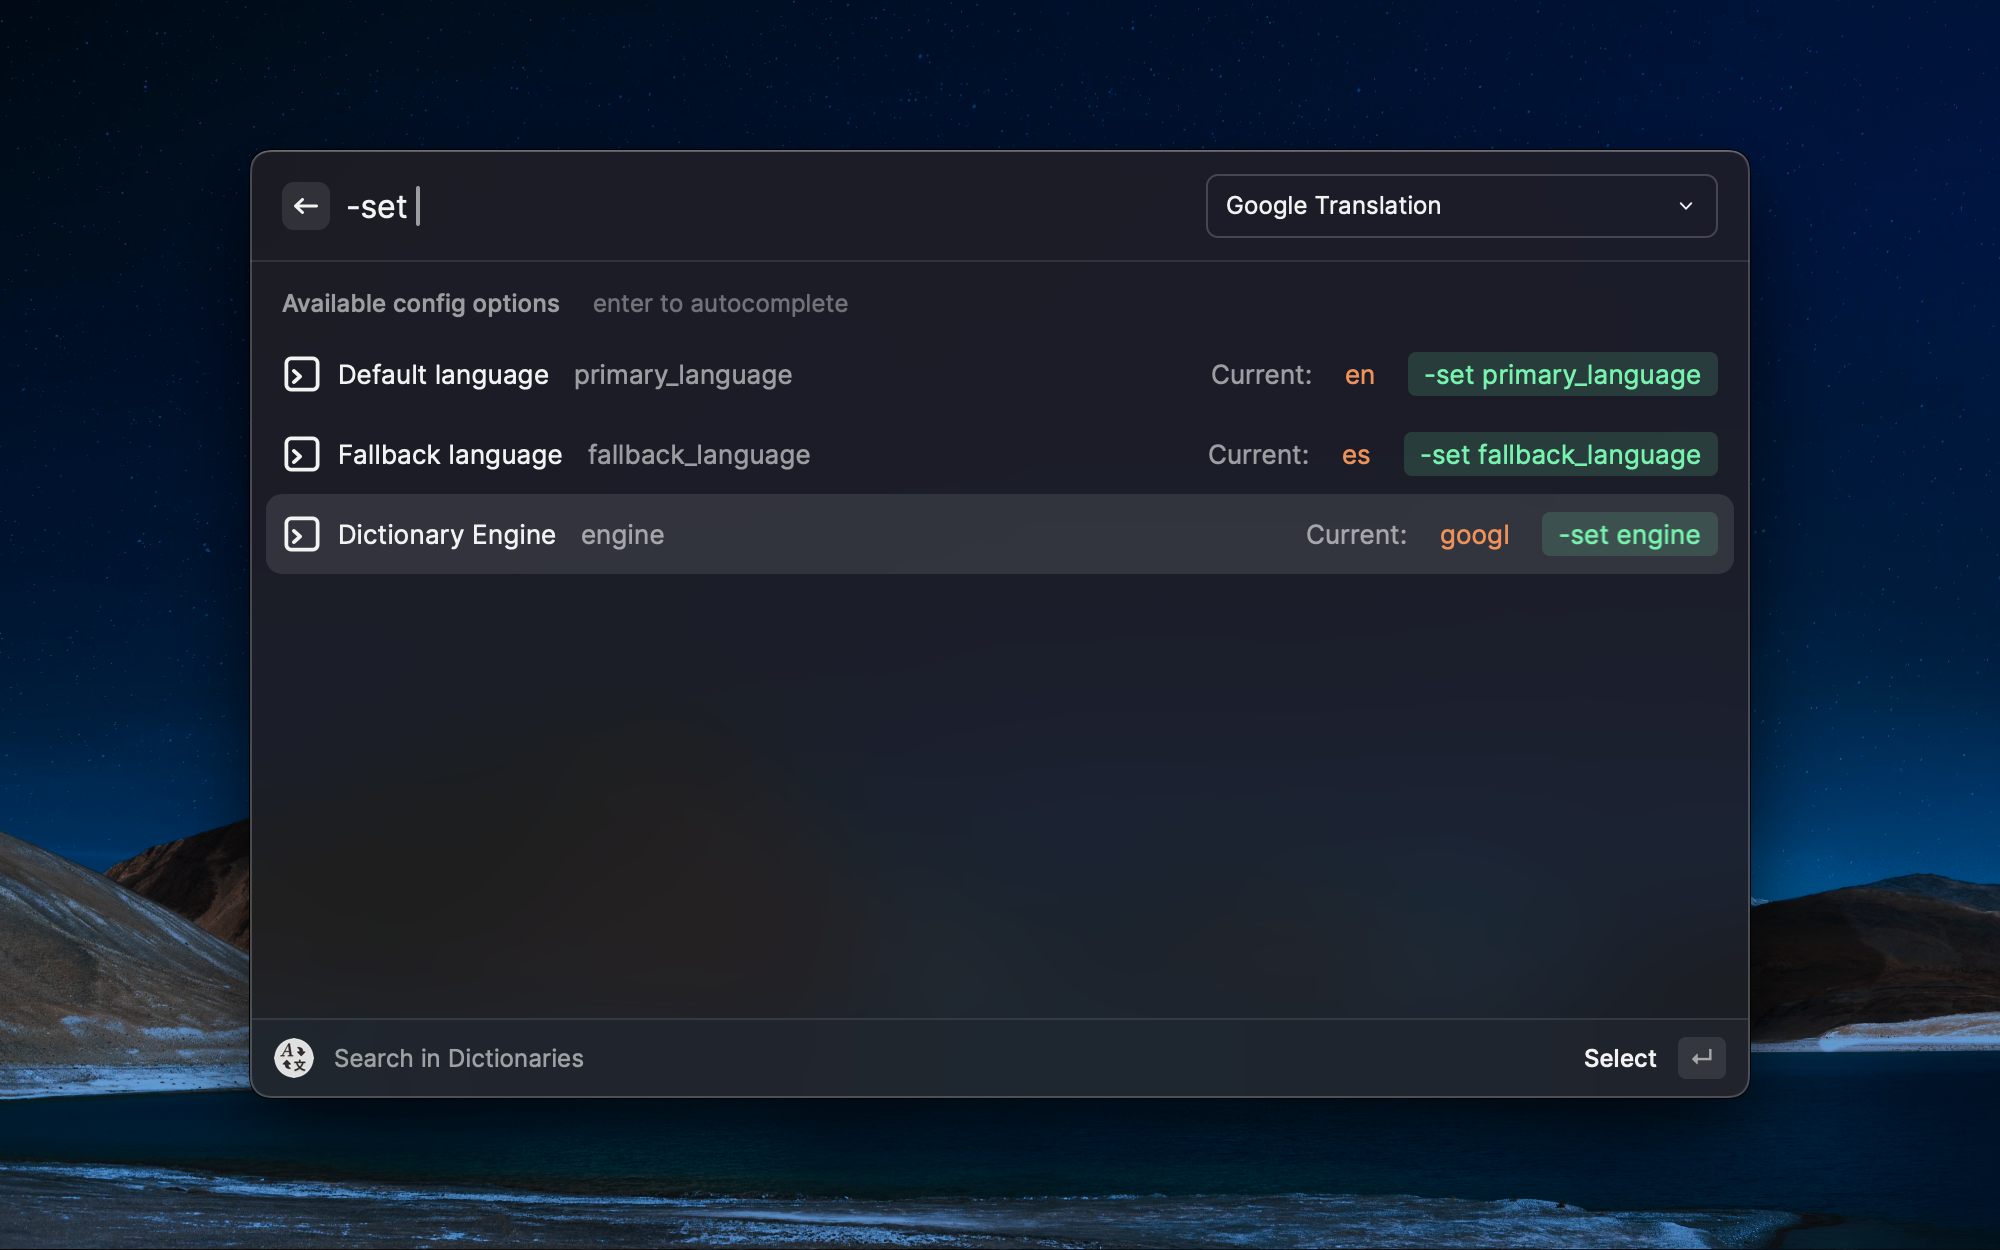 -set
Google Translation
Available config options enter to autocomplete
Default language primary_language Current: en -set primary_language
Fallback language fallback_language Current: es -set fallback_language
Dictionary Engine engine Current: googl -set engine
A 文
Search in Dictionaries
Select